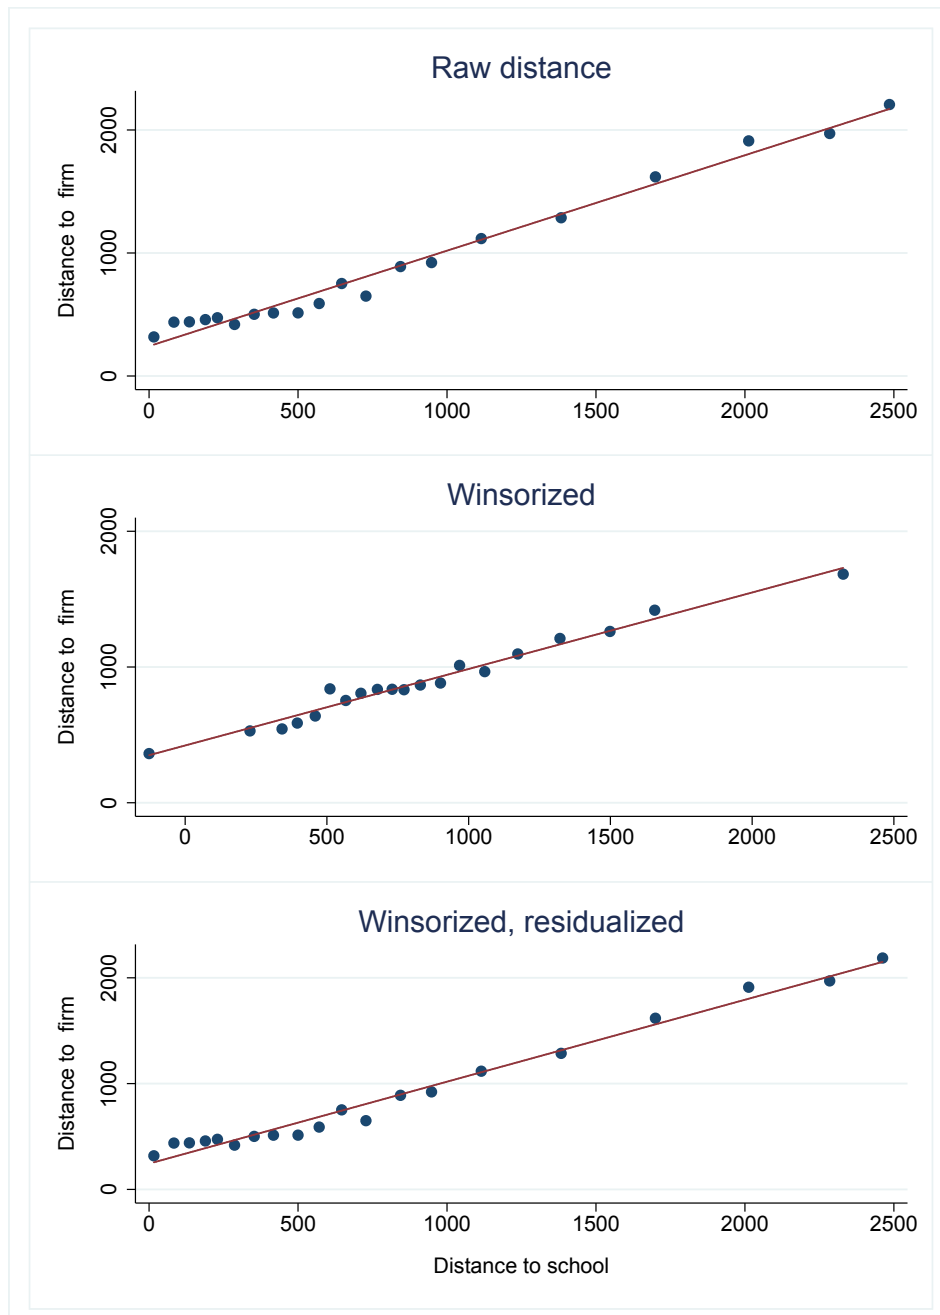 Raw distance
Distance to  firm
2000
1000
0
0 500 1000 1500 2000 2500
Winsorized
Distance to  firm
2000
1000
0
0 500 1000 1500 2000 2500
Winsorized, residualized
Distance to  firm
2000
1000
0
0 500 1000 1500 2000 2500
Distance to school